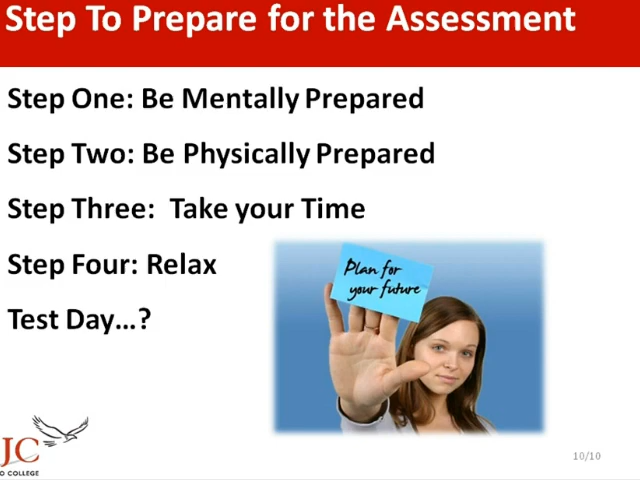 Step To Prepare for the Assessment
Step One: Be Mentally Prepared
Step Two: Be Physically Prepared
Step Three:  Take your Time
Step Four: Relax
Plan for
your future
Test Day...?
JC
O COLLEGE
10/10